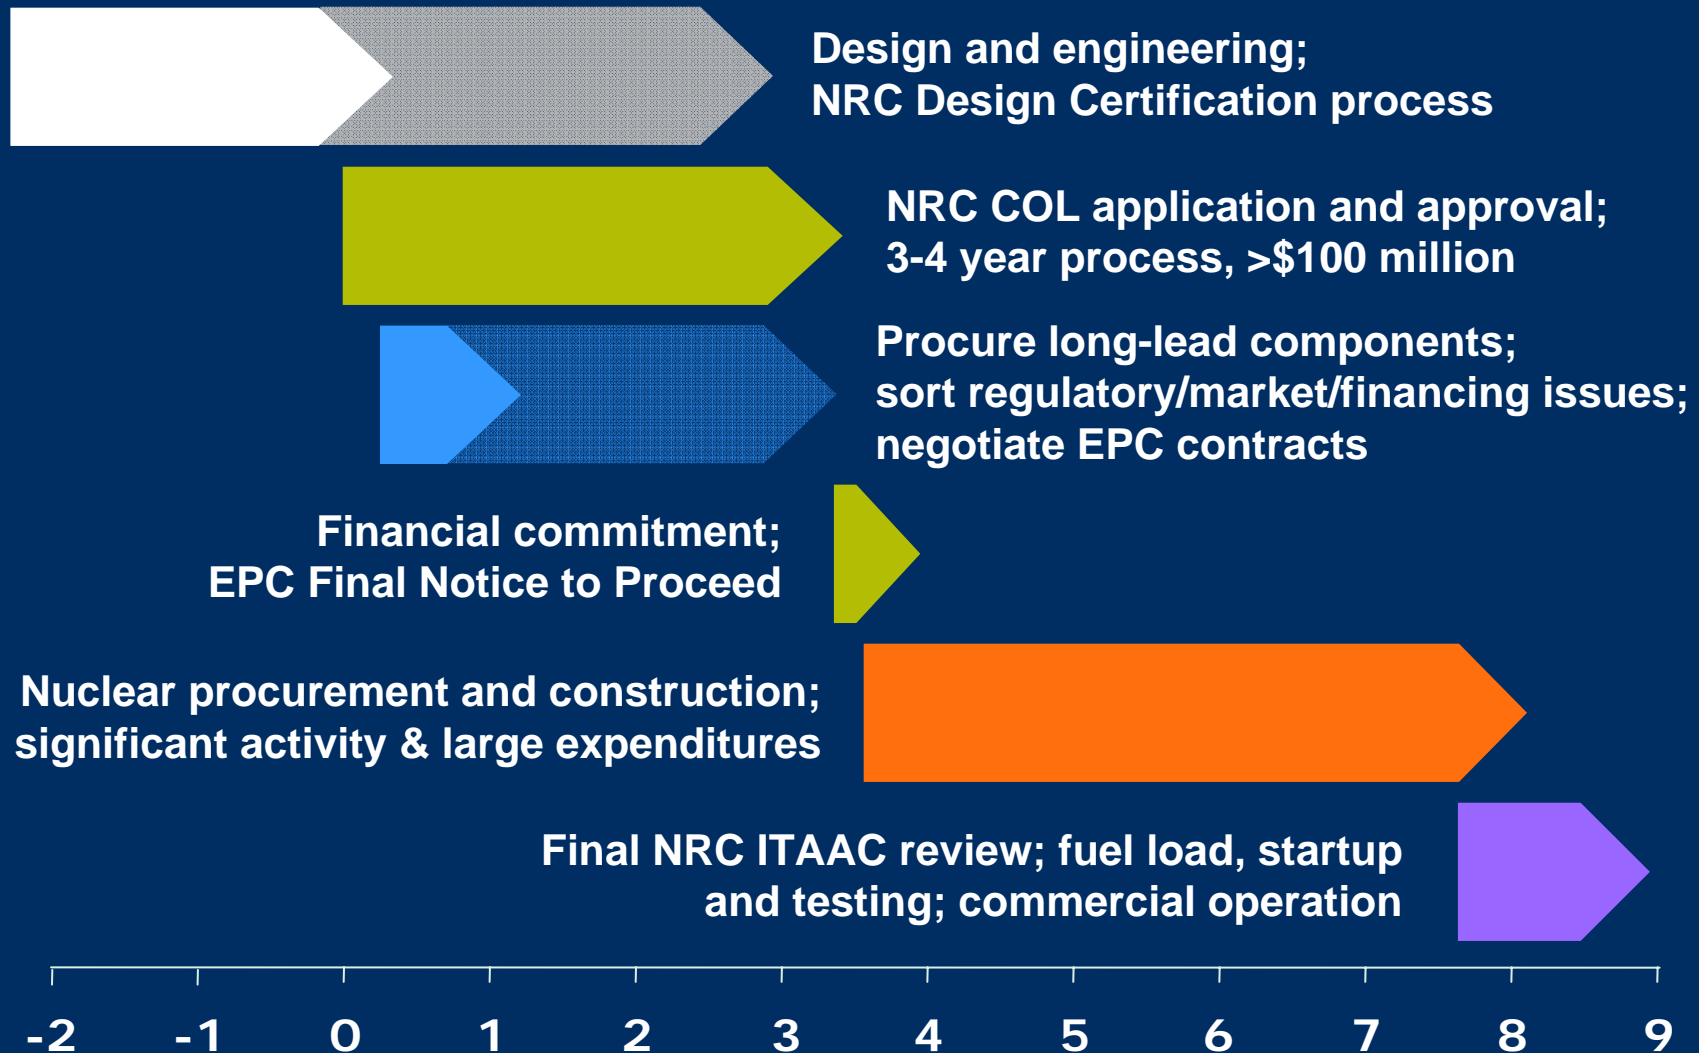 Design and engineering;
NRC Design Certification process
NRC COL application and approval;
3-4 year process, >$100 million
Procure long-lead components;
sort regulatory/market/financing issues;
negotiate EPC contracts
Financial commitment;
EPC Final Notice to Proceed
Nuclear procurement and construction;
significant activity & large expenditures
Final NRC ITAAC review; fuel load, startup
and testing; commercial operation
-2 -1 0 1 2 3 4 5 6 7 8 9